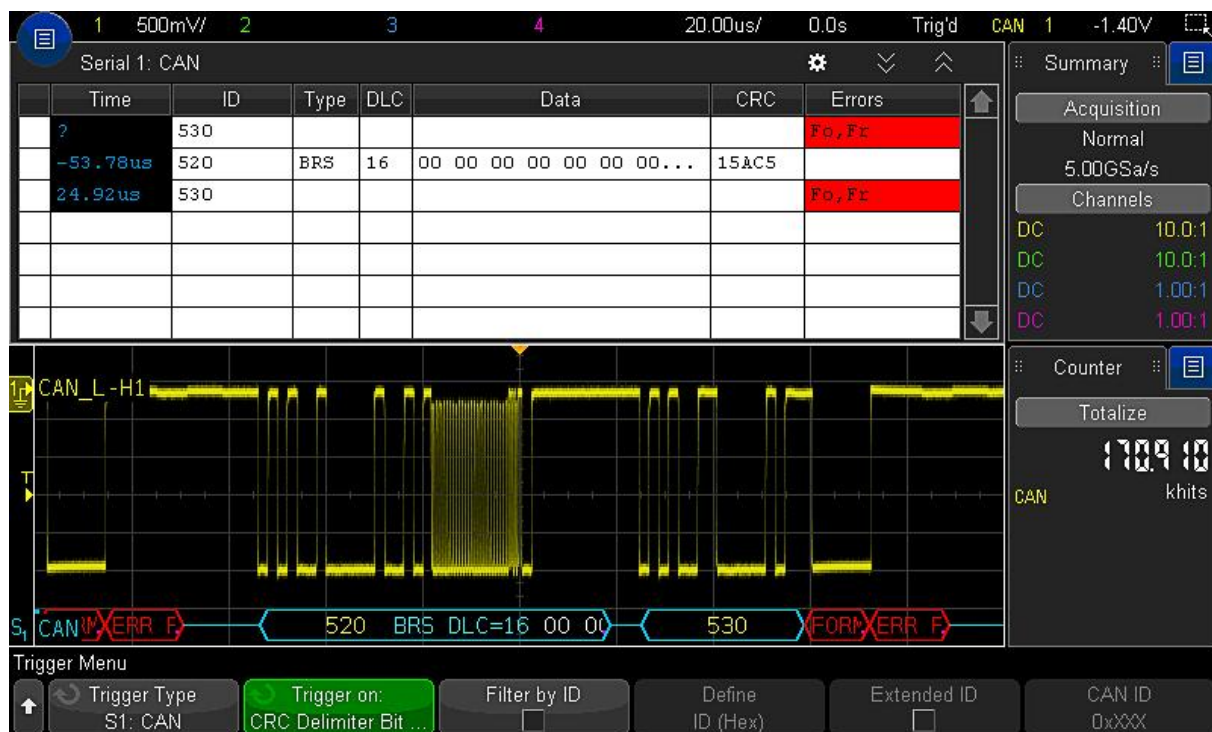 1 500mV/ 2 3 4 20.00us/ 0.0s Trig'd CAN 1 -1.40V
Serial 1: CAN
Time ID Type DLC Data CRC Errors
? 530 Fo,Fr
-53.78us 520 BRS 16 00 00 00 00 00 00 00... 15AC5
24.92us 530 Fo,Fr
Summary
Acquisition
Normal
5.00GSa/s
Channels
DC 10.0:1
DC 10.0:1
DC 1.00:1
DC 1.00:1
Counter
Totalize
170.910
CAN khits
1 CAN_L-H1
T
S1 CAN ERR F 520 BRS DLC=16 00 00 530 FORM ERR F
Trigger Menu
Trigger Type
S1: CAN
Trigger on:
CRC Delimiter Bit ...
Filter by ID
Define
ID (Hex)
Extended ID
CAN ID
0xXXX